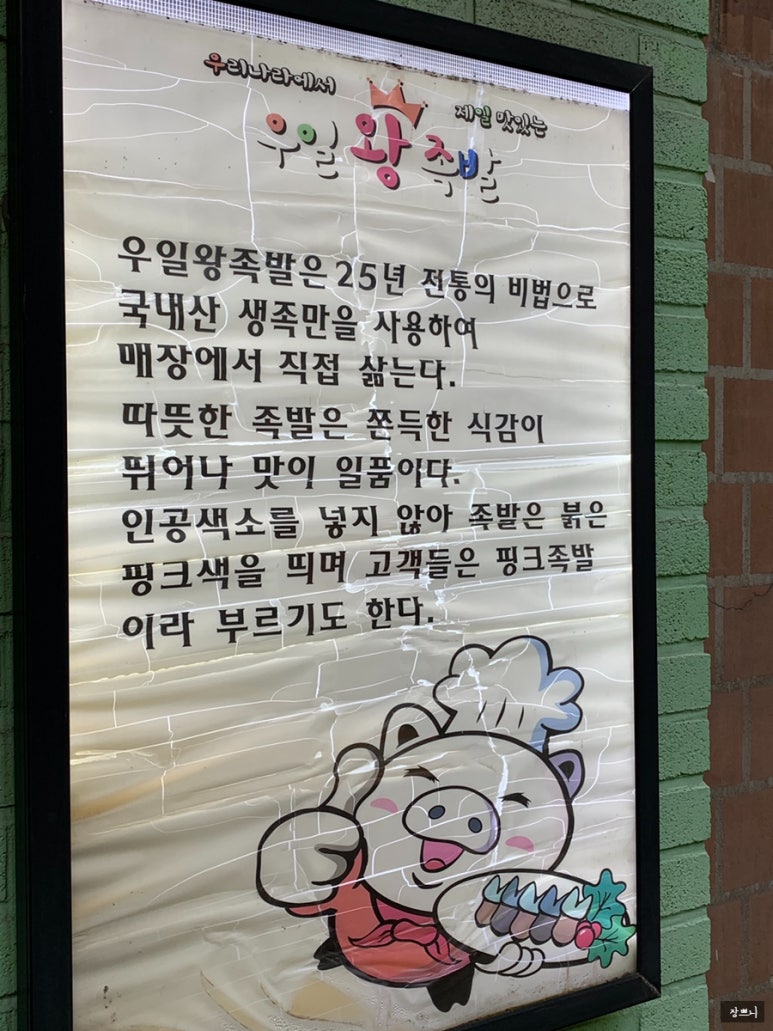 우리나라에서
제일 맛있는
우일 왕족발
우일왕족발은 25년 전통의 비법으로
국내산 생족만을 사용하여
매장에서 직접 삶는다.
따뜻한 족발은 쫀득한 식감이
뛰어나 맛이 일품이다.
인공색소를 넣지 않아 족발은 붉은
핑크색을 띄며 고객들은 핑크족발
이라 부르기도 한다.
장쁘니